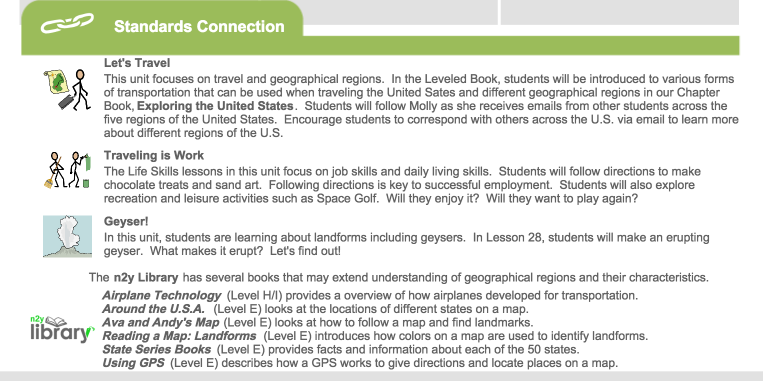 Standards Connection
Let's Travel
This unit focuses on travel and geographical regions. In the Leveled Book, students will be introduced to various forms
of transportation that can be used when traveling the United Sates and different geographical regions in our Chapter
Book, Exploring the United States. Students will follow Molly as she receives emails from other students across the
five regions of the United States. Encourage students to correspond with others across the U.S. via email to learn more
about different regions of the U.S.
Traveling is Work
The Life Skills lessons in this unit focus on job skills and daily living skills. Students will follow directions to make
chocolate treats and sand art. Following directions is key to successful employment. Students will also explore
recreation and leisure activities such as Space Golf. Will they enjoy it? Will they want to play again?
Geyser!
In this unit, students are learning about landforms including geysers. In Lesson 28, students will make an erupting
geyser. What makes it erupt? Let's find out!
The n2y Library has several books that may extend understanding of geographical regions and their characteristics.
n2y
library
Airplane Technology (Level H/I) provides a overview of how airplanes developed for transportation.
Around the U.S.A. (Level E) looks at the locations of different states on a map.
Ava and Andy's Map (Level E) looks at how to follow a map and find landmarks.
Reading a Map: Landforms (Level E) introduces how colors on a map are used to identify landforms.
State Series Books (Level E) provides facts and information about each of the 50 states.
Using GPS (Level E) describes how a GPS works to give directions and locate places on a map.